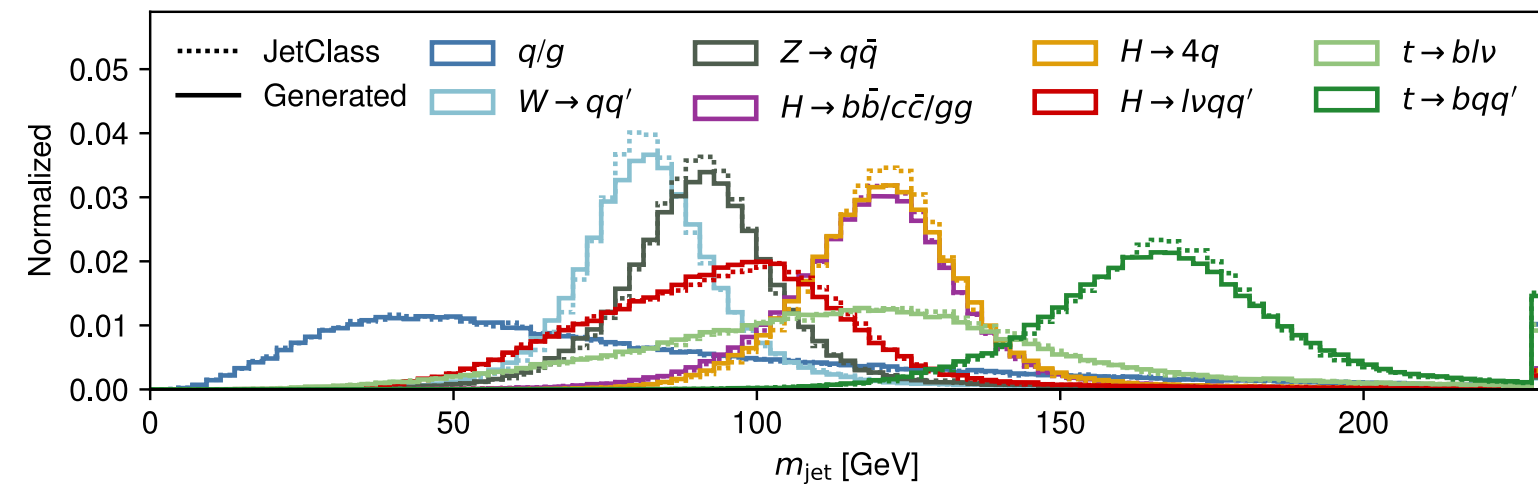 JetClass q/g Z → qq̄ H → 4q t → blν
Generated W → qq′ H → bb̄/cc̄/gg H → lνqq′ t → bqq′
Normalized
0.05
0.04
0.03
0.02
0.01
0.00
0 50 100 150 200
m_jet [GeV]